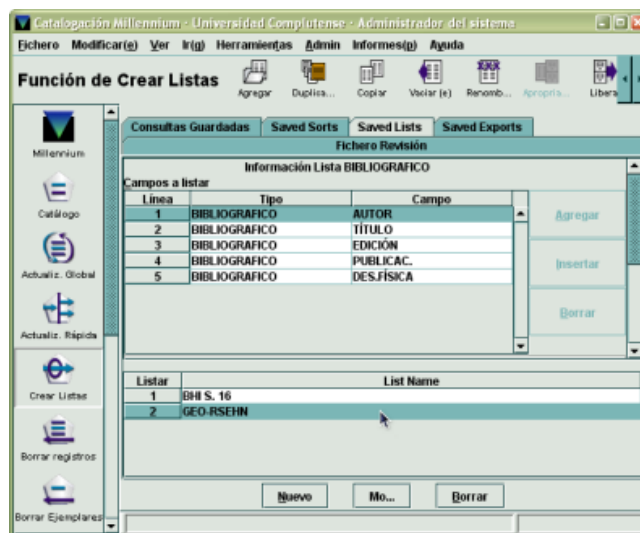 Catalogación Millennium - Universidad Complutense - Administrador del sistema
Fichero Modificar(e) Ver Ir(g) Herramientas Admin Informes(p) Ayuda
Función de Crear Listas
Agregar Duplica... Copiar Vaciar (e) Renomb... Apropria... Libera
Millennium
Catálogo
Actualiz. Global
Actualiz. Rápida
Crear Listas
Borrar registros
Borrar Ejemplares
Consultas Guardadas Saved Sorts Saved Lists Saved Exports
Fichero Revisión
Información Lista BIBLIOGRAFICO
Campos a listar
Línea Tipo Campo
1 BIBLIOGRAFICO AUTOR
2 BIBLIOGRAFICO TÍTULO
3 BIBLIOGRAFICO EDICIÓN
4 BIBLIOGRAFICO PUBLICAC.
5 BIBLIOGRAFICO DES.FÍSICA
Agregar
Insertar
Borrar
Listar List Name
1 BHI S. 16
2 GEO-RSEHN
Nuevo Mo... Borrar